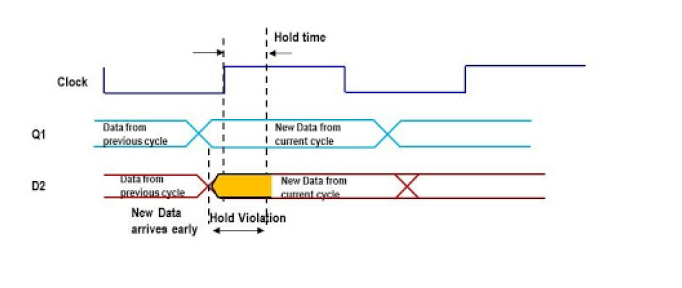 Hold time
Clock
Q1
Data from
previous cycle
New Data from
current cycle
D2
Data from
previous cycle
New Data from
current cycle
New Data
arrives early
Hold Violation